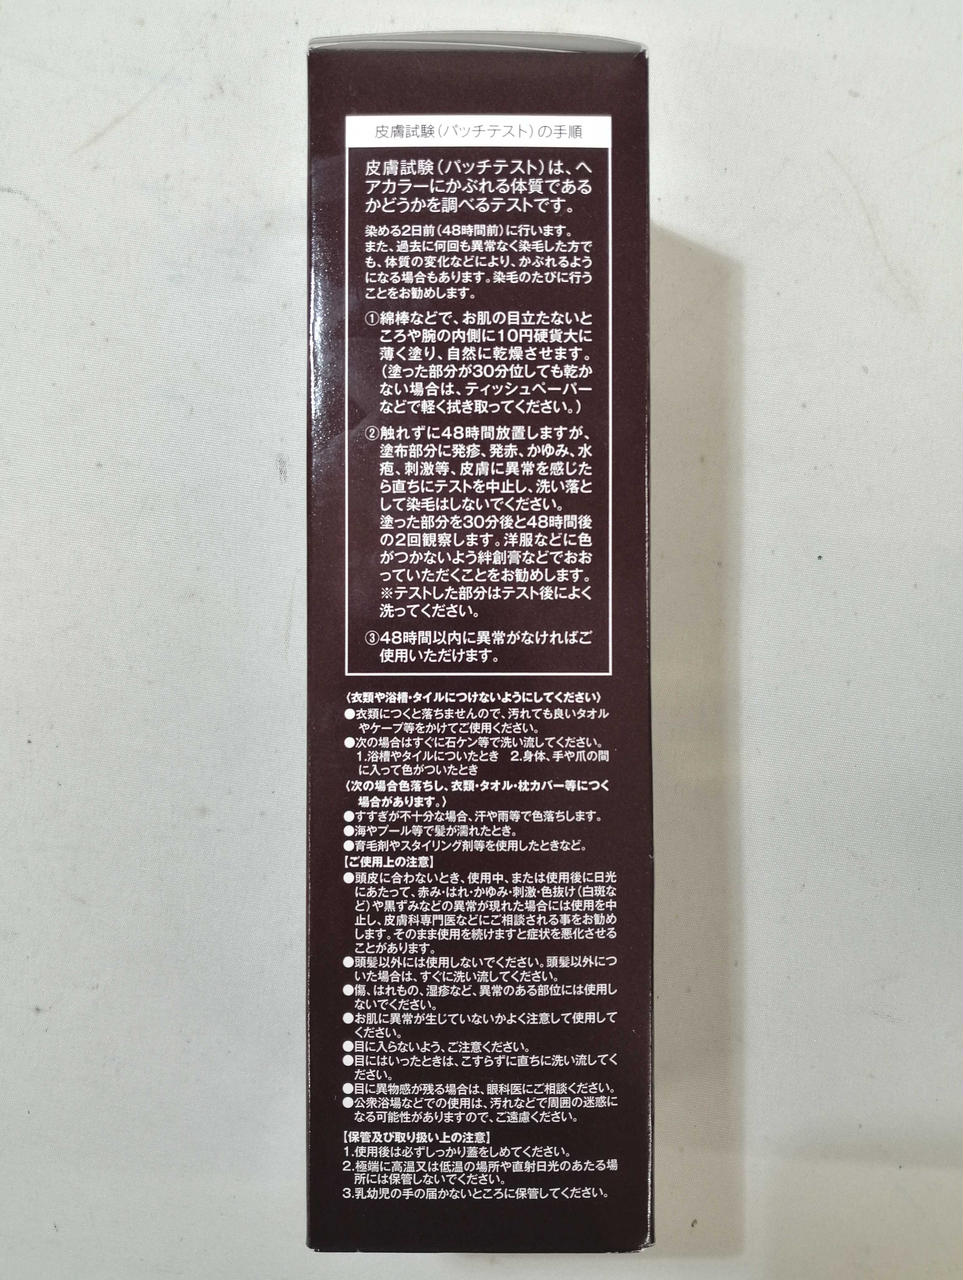 皮膚試験(パッチテスト)の手順
皮膚試験(パッチテスト)は、ヘ
アカラーにかぶれる体質である
かどうかを調べるテストです。
染める2日前(48時間前)に行います。
また、過去に何回も異常なく染毛した方で
も、体質の変化などにより、かぶれるよう
になる場合もあります。染毛のたびに行う
ことをお勧めします。
①綿棒などで、お肌の目立たないと
ころや腕の内側に10円硬貨大に
薄く塗り、自然に乾燥させます。
(塗った部分が30分位しても乾か
ない場合は、ティッシュペーパー
などで軽く拭き取ってください。)
②触れずに48時間放置しますが、
塗布部分に発疹、発赤、かゆみ、水
疱、刺激等、皮膚に異常を感じた
ら直ちにテストを中止し、洗い落と
して染毛はしないでください。
塗った部分を30分後と48時間後
の2回観察します。洋服などに色
がつかないよう絆創膏などでおお
っていただくことをお勧めします。
※テストした部分はテスト後によく
洗ってください。
③48時間以内に異常がなければご
使用いただけます。
〈衣類や浴槽・タイルにつけないようにしてください〉
●衣類につくと落ちませんので、汚れても良いタオル
やケープ等をかけてご使用ください。
●次の場合はすぐに石ケン等で洗い流してください。
1.浴槽やタイルについたとき 2.身体、手や爪の間
に入って色がついたとき
〈次の場合色落ちし、衣類・タオル・枕カバー等につく
場合があります。〉
●すすぎが不十分な場合、汗や雨等で色落ちします。
●海やプール等で髪が濡れたとき。
●育毛剤やスタイリング剤等を使用したときなど。
【ご使用上の注意】
●頭皮に合わないとき、使用中、または使用後に日光
にあたって、赤み・はれ・かゆみ・刺激・色抜け(白斑な
ど)や黒ずみなどの異常が現れた場合には使用を中
止し、皮膚科専門医などにご相談される事をお勧め
します。そのまま使用を続けますと症状を悪化させる
ことがあります。
●頭髪以外には使用しないでください。頭髪以外につ
いた場合は、すぐに洗い流してください。
●傷、はれもの、湿疹など、異常のある部位には使用し
ないでください。
●お肌に異常が生じていないかよく注意して使用して
ください。
●目に入らないよう、ご注意ください。
●目にはいったときは、こすらずに直ちに洗い流してく
ださい。
●目に異物感が残る場合は、眼科医にご相談ください。
●公衆浴場などでの使用は、汚れなどで周囲の迷惑に
なる可能性がありますので、ご遠慮ください。
【保管及び取り扱い上の注意】
1.使用後は必ずしっかり蓋をしめてください。
2.極端に高温又は低温の場所や直射日光のあたる場
所には保管しないでください。
3.乳幼児の手の届かないところに保管してください。